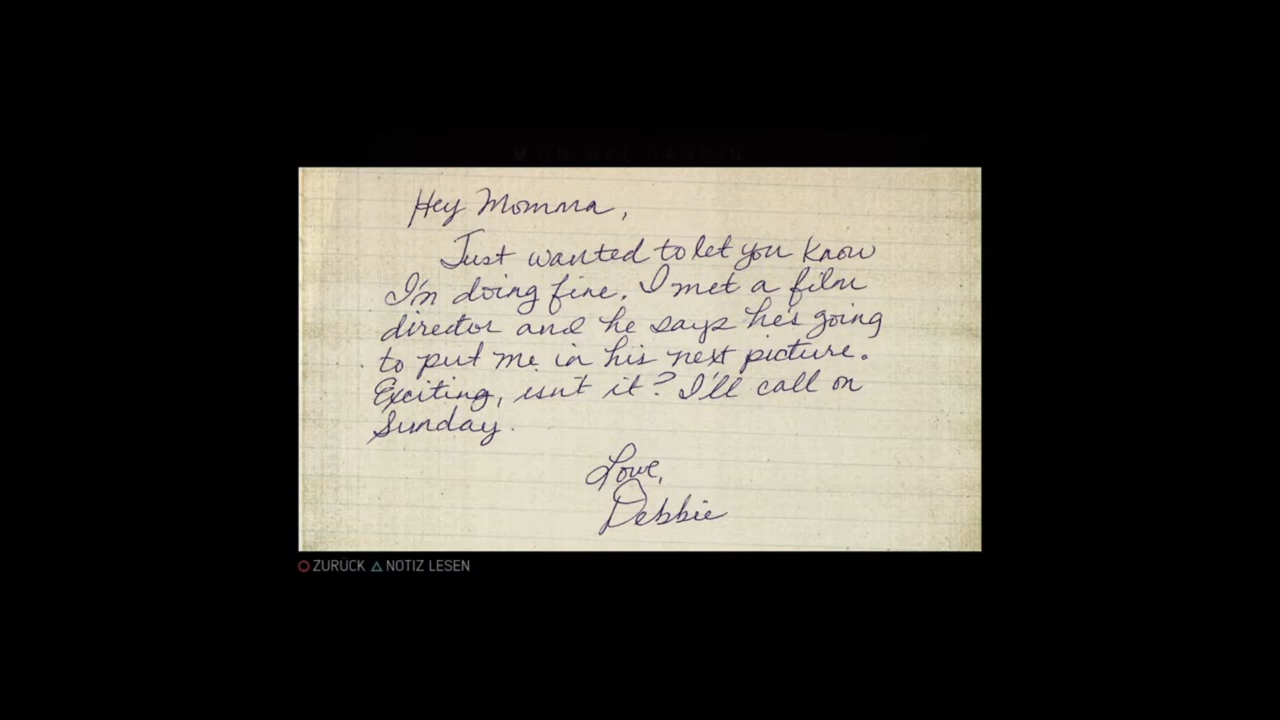 Hey Momma,
Just wanted to let you know
I'm doing fine. I met a film
director and he says he's going
to put me in his next picture.
Exciting, isn't it? I'll call on
Sunday.
Love,
Debbie
ZURÜCK NOTIZ LESEN